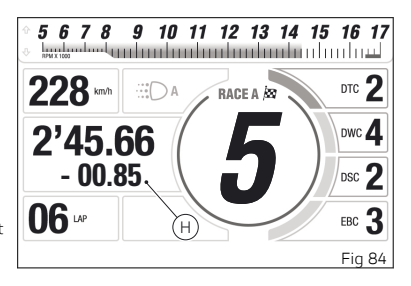 5 6 7 8 9 10 11 12 13 14 15 16 17
RPM X 1000
228 km/h
A
RACE A
DTC 2
2'45.66
DWC 4
- 00.85.
5
DSC 2
H
06 LAP
EBC 3
t
Fig 84